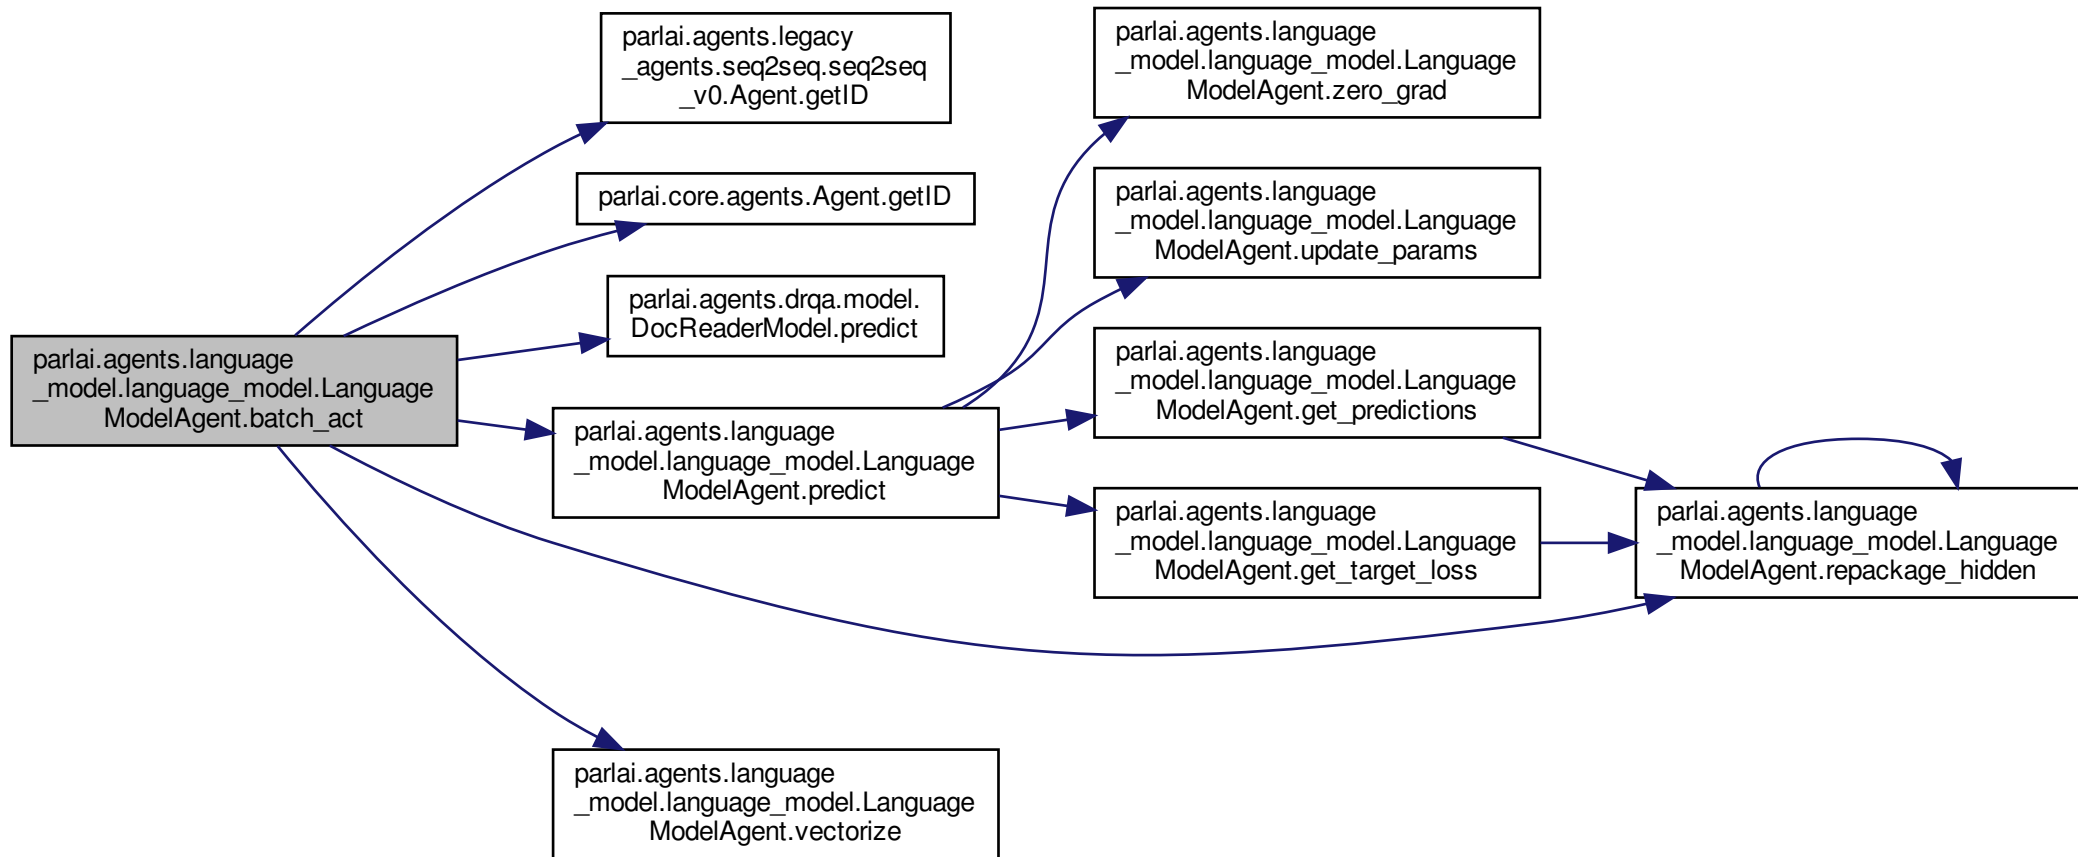 parlai.agents.language
_model.language_model.Language
ModelAgent.batch_act
parlai.agents.legacy
_agents.seq2seq.seq2seq
_v0.Agent.getID
parlai.core.agents.Agent.getID
parlai.agents.drqa.model.
DocReaderModel.predict
parlai.agents.language
_model.language_model.Language
ModelAgent.predict
parlai.agents.language
_model.language_model.Language
ModelAgent.vectorize
parlai.agents.language
_model.language_model.Language
ModelAgent.zero_grad
parlai.agents.language
_model.language_model.Language
ModelAgent.update_params
parlai.agents.language
_model.language_model.Language
ModelAgent.get_predictions
parlai.agents.language
_model.language_model.Language
ModelAgent.get_target_loss
parlai.agents.language
_model.language_model.Language
ModelAgent.repackage_hidden